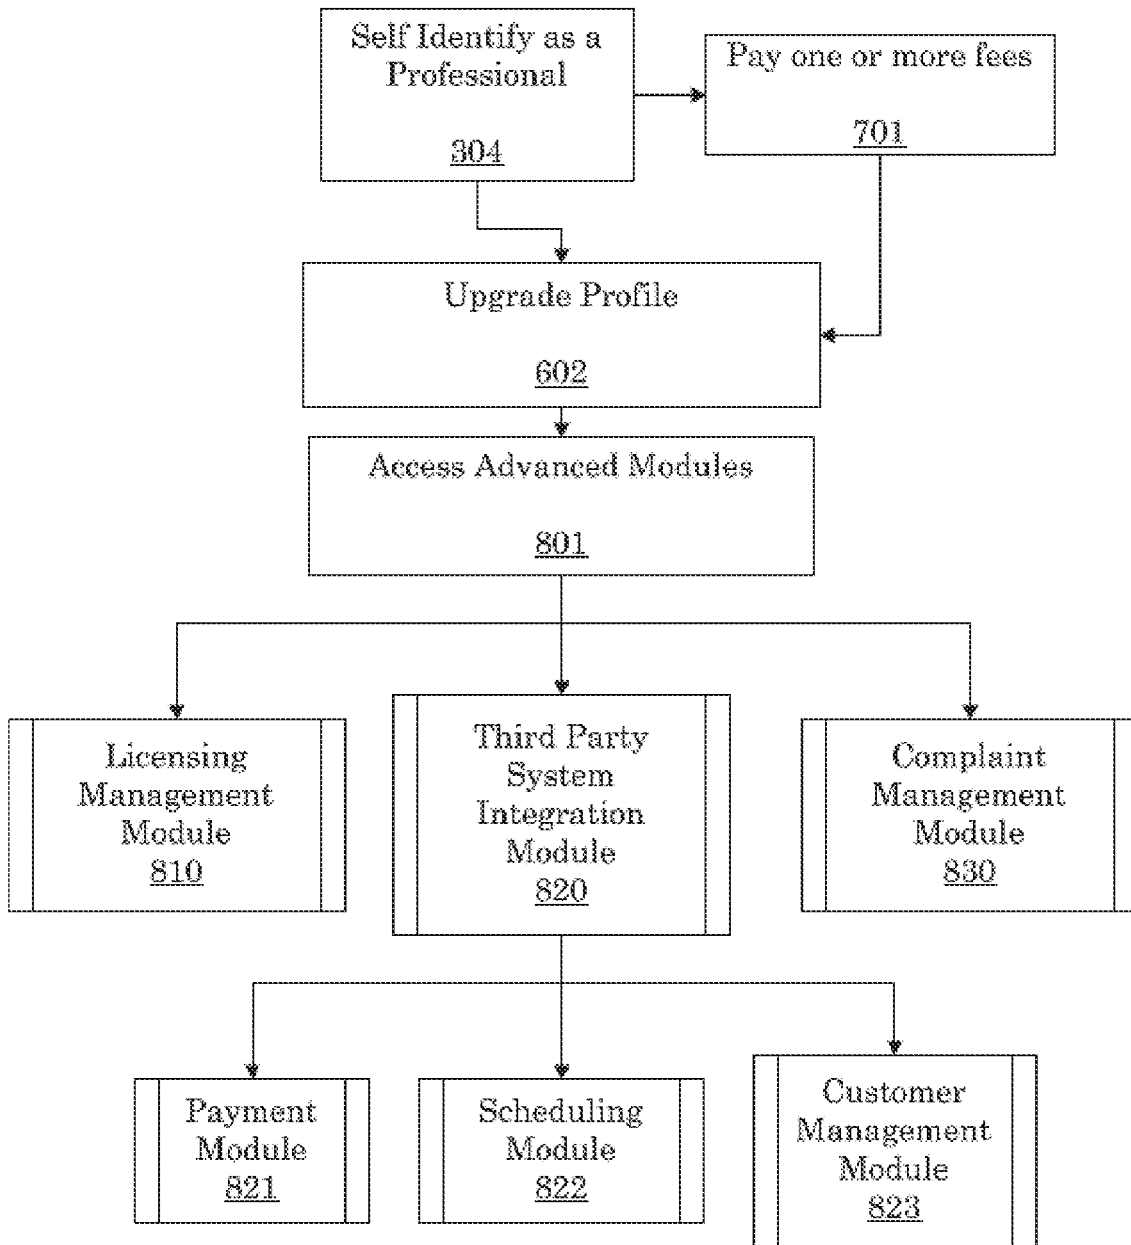 Self Identify as a
Professional
304
Pay one or more fees
701
Upgrade Profile
602
Access Advanced Modules
801
Licensing
Management
Module
810
Third Party
System
Integration
Module
820
Complaint
Management
Module
830
Payment
Module
821
Scheduling
Module
822
Customer
Management
Module
823